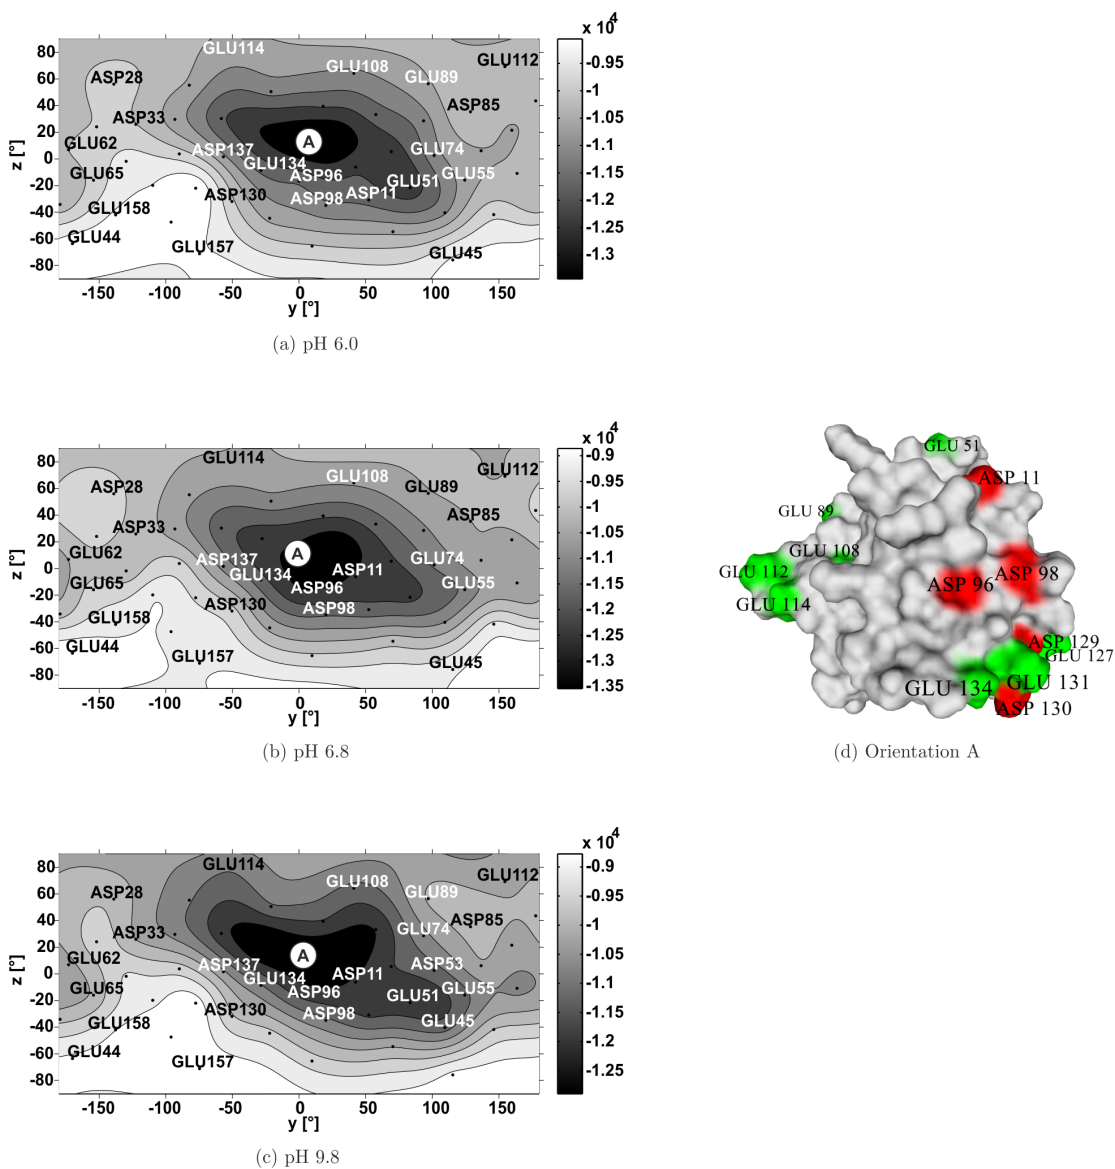 x 10^4
80
60
40
20
0
-20
-40
-60
-80
z [°]
GLU114
GLU108
GLU89
GLU112
ASP28
ASP85
ASP33
GLU62
ASP137
GLU134
A
GLU74
GLU65
ASP96
GLU55
GLU51
ASP130
ASP98
ASP11
GLU158
GLU44
GLU157
GLU45
-150
-100
-50
0
50
100
150
y [°]
-1
-1.05
-1.1
-1.15
-1.2
-1.25
-1.3
(a) pH 6.0
x 10^4
80
60
40
20
0
-20
-40
-60
-80
z [°]
GLU114
GLU108
GLU89
GLU112
ASP28
ASP85
ASP33
GLU62
ASP137
GLU134
A
ASP11
GLU74
GLU65
ASP96
GLU55
ASP130
ASP98
GLU158
GLU44
GLU157
GLU45
-150
-100
-50
0
50
100
150
y [°]
-0.9
-0.95
-1
-1.05
-1.1
-1.15
-1.2
-1.25
-1.3
-1.35
(b) pH 6.8
GLU 51
ASP 11
GLU 89
GLU 108
GLU 112
GLU 114
ASP 96
ASP 98
ASP 129
GLU 127
GLU 134
GLU 131
ASP 130
(d) Orientation A
x 10^4
80
60
40
20
0
-20
-40
-60
-80
z [°]
GLU114
GLU108
GLU89
GLU112
ASP28
ASP85
ASP33
GLU74
GLU62
ASP137
GLU134
A
ASP11
ASP53
GLU65
ASP96
GLU51
GLU55
ASP130
ASP98
GLU45
GLU158
GLU44
GLU157
-150
-100
-50
0
50
100
150
y [°]
-0.9
-0.95
-1
-1.05
-1.1
-1.15
-1.2
-1.25
(c) pH 9.8